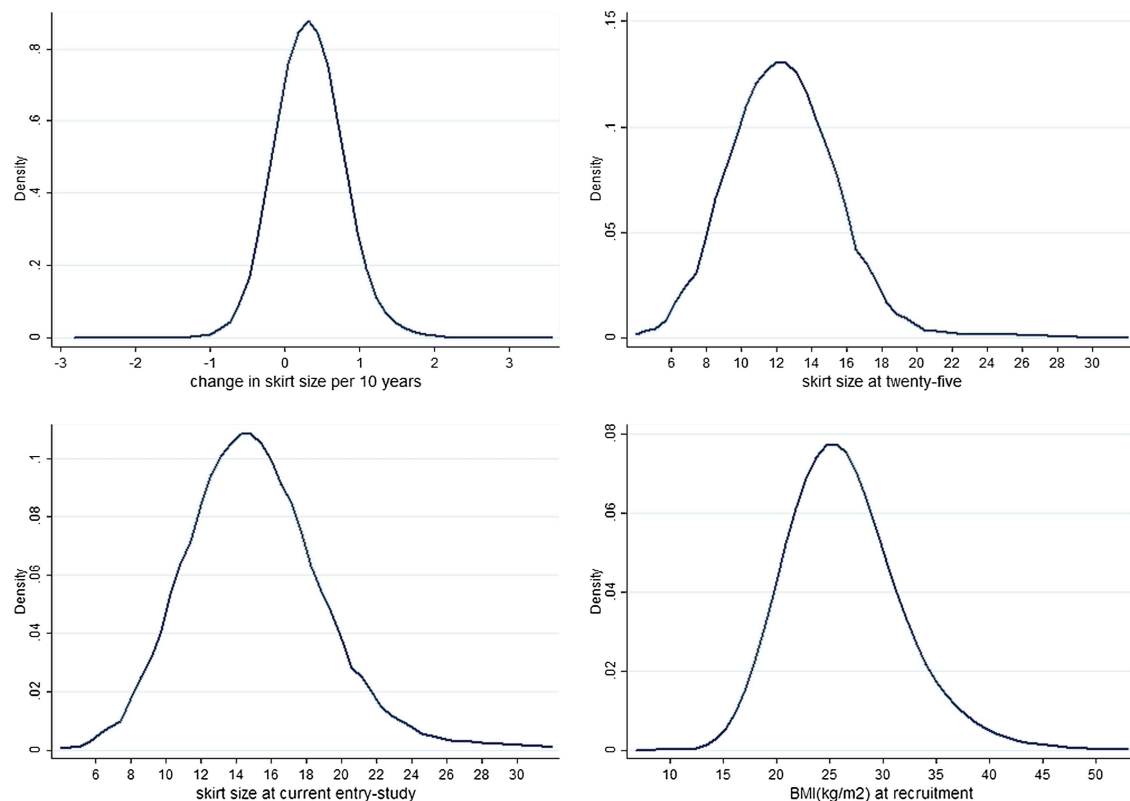 Density
.8
.6
.4
.2
0
-3 -2 -1 0 1 2 3
change in skirt size per 10 years
Density
.15
.1
.05
0
6 8 10 12 14 16 18 20 22 24 26 28 30
skirt size at twenty-five
Density
.1
.08
.06
.04
.02
0
6 8 10 12 14 16 18 20 22 24 26 28 30
skirt size at current entry-study
Density
.08
.06
.04
.02
0
10 15 20 25 30 35 40 45 50
BMI(kg/m2) at recruitment